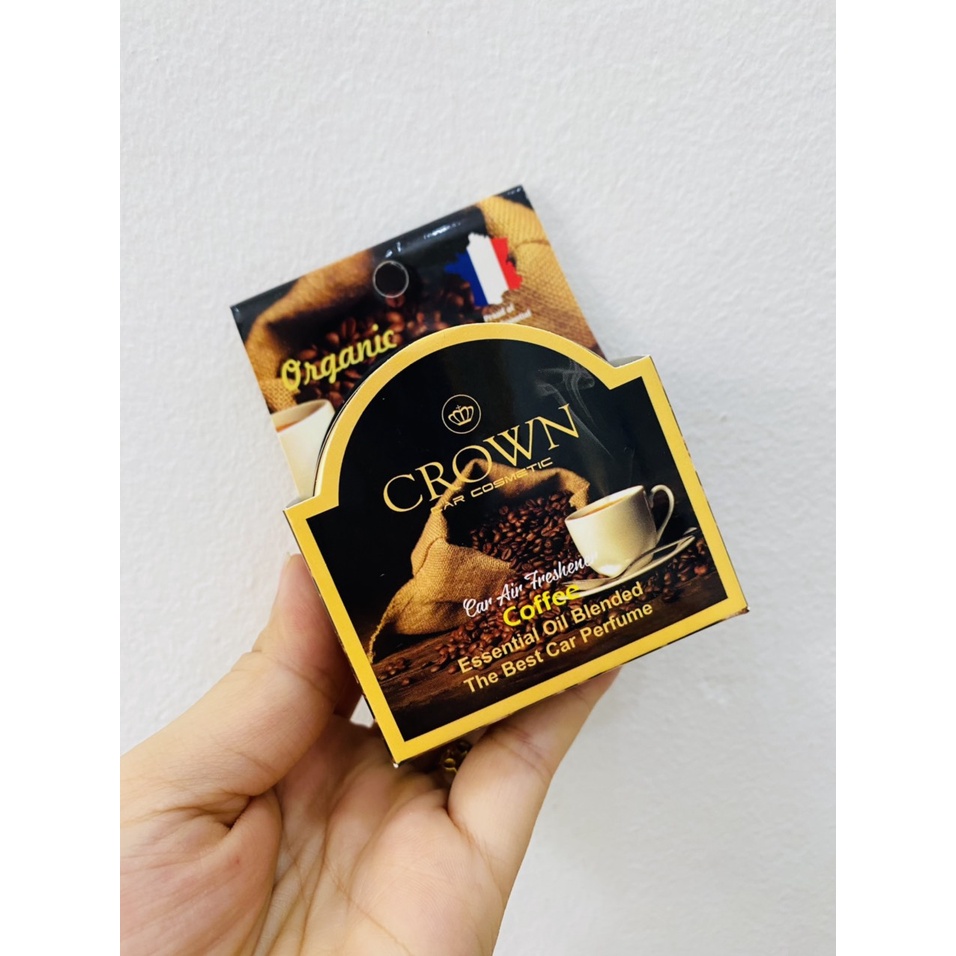 Organic
CROWN
CAR COSMETIC
Car Air Freshener
Coffee
Essential Oil Blended
The Best Car Perfume